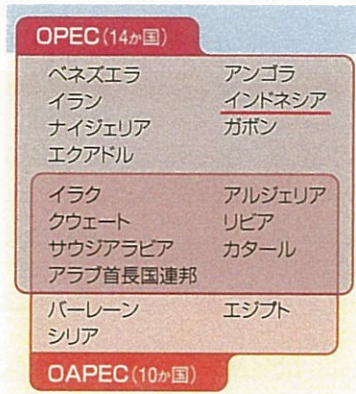 OPEC(14か国)
ベネズエラ　アンゴラ
イラン　インドネシア
ナイジェリア　ガボン
エクアドル
イラク　アルジェリア
クウェート　リビア
サウジアラビア　カタール
アラブ首長国連邦
バーレーン　エジプト
シリア
OAPEC(10か国)